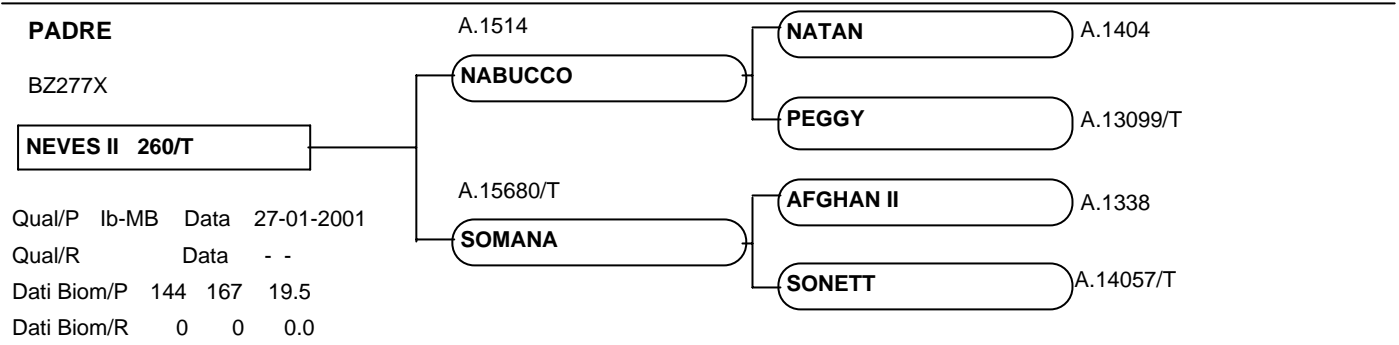 PADRE
BZ277X
NEVES II 260/T
Qual/P Ib-MB Data 27-01-2001
Qual/R Data - -
Dati Biom/P 144 167 19.5
Dati Biom/R 0 0 0.0
A.1514
NABUCCO
A.15680/T
SOMANA
NATAN A.1404
PEGGY A.13099/T
AFGHAN II A.1338
SONETT A.14057/T